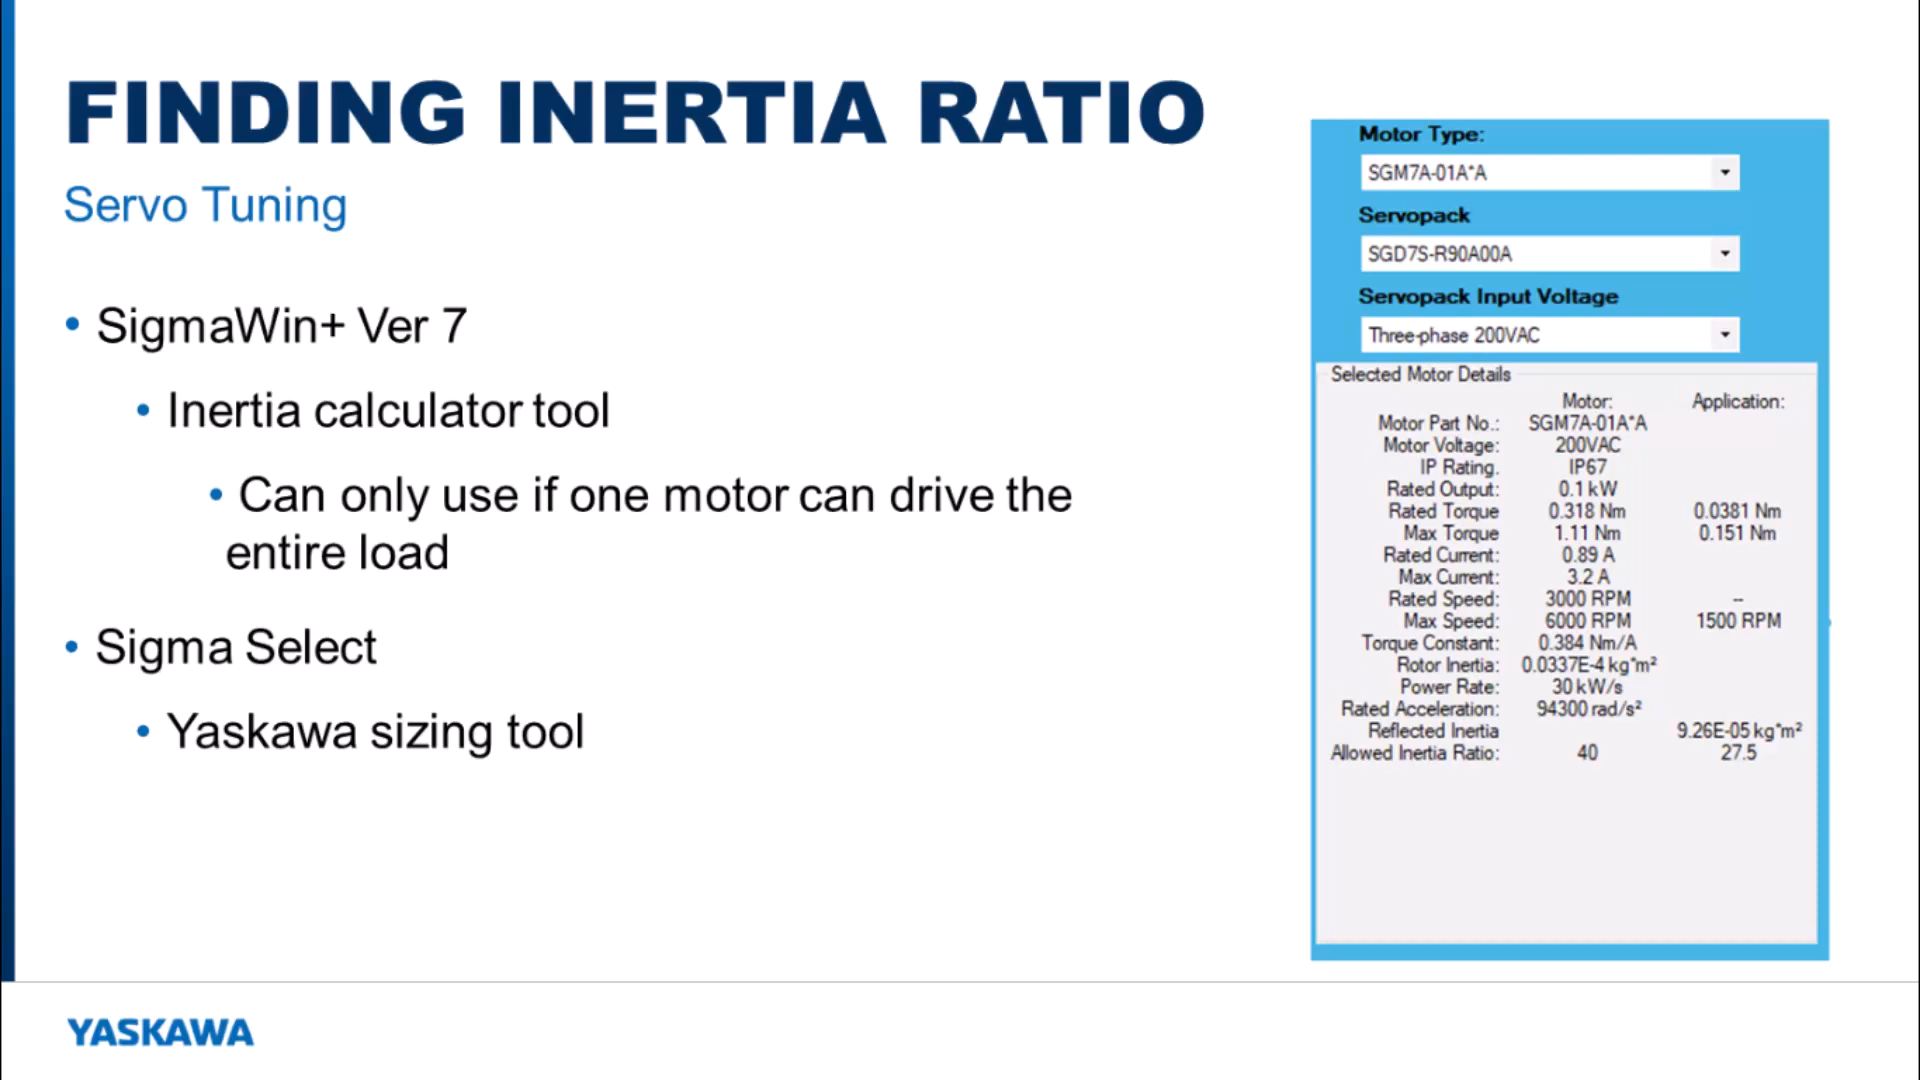 FINDING INERTIA RATIO
Servo Tuning
• SigmaWin+ Ver 7
• Inertia calculator tool
• Can only use if one motor can drive the
entire load
• Sigma Select
• Yaskawa sizing tool
Motor Type:
SGM7A-01A*A
Servopack
SGD7S-R90A00A
Servopack Input Voltage
Three-phase 200VAC
Selected Motor Details
Motor: Application:
Motor Part No.: SGM7A-01A*A
Motor Voltage: 200VAC
IP Rating. IP67
Rated Output: 0.1 kW
Rated Torque 0.318 Nm 0.0381 Nm
Max Torque 1.11 Nm 0.151 Nm
Rated Current: 0.89 A
Max Current: 3.2 A
Rated Speed: 3000 RPM --
Max Speed: 6000 RPM 1500 RPM
Torque Constant: 0.384 Nm/A
Rotor Inertia: 0.0337E-4 kg*m²
Power Rate: 30 kW/s
Rated Acceleration: 94300 rad/s²
Reflected Inertia 9.26E-05 kg*m²
Allowed Inertia Ratio: 40 27.5
YASKAWA